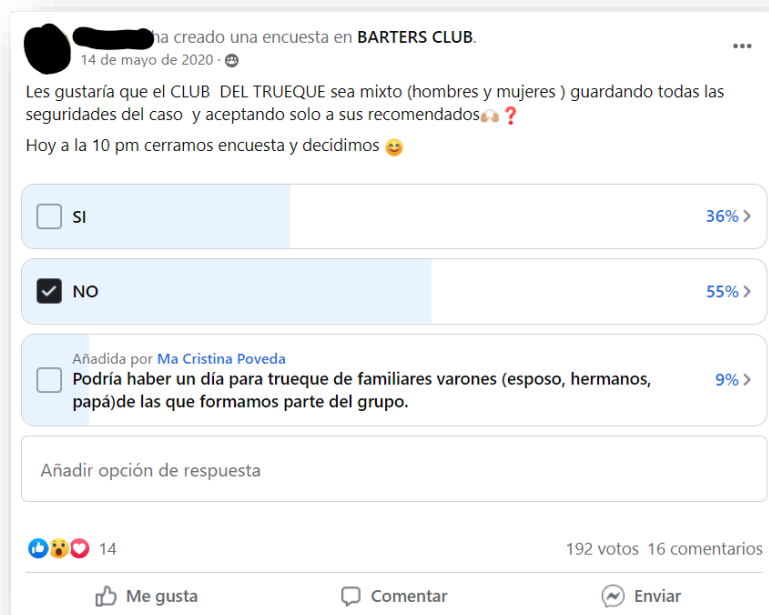 ha creado una encuesta en BARTERS CLUB.
14 de mayo de 2020 ·
Les gustaría que el CLUB DEL TRUEQUE sea mixto (hombres y mujeres ) guardando todas las
seguridades del caso y aceptando solo a sus recomendados🙌🏼❓
Hoy a la 10 pm cerramos encuesta y decidimos 😊
SI
36%
NO
55%
Añadida por Ma Cristina Poveda
Podría haber un día para trueque de familiares varones (esposo, hermanos,
papá)de las que formamos parte del grupo.
9%
Añadir opción de respuesta
14
192 votos 16 comentarios
Me gusta Comentar Enviar